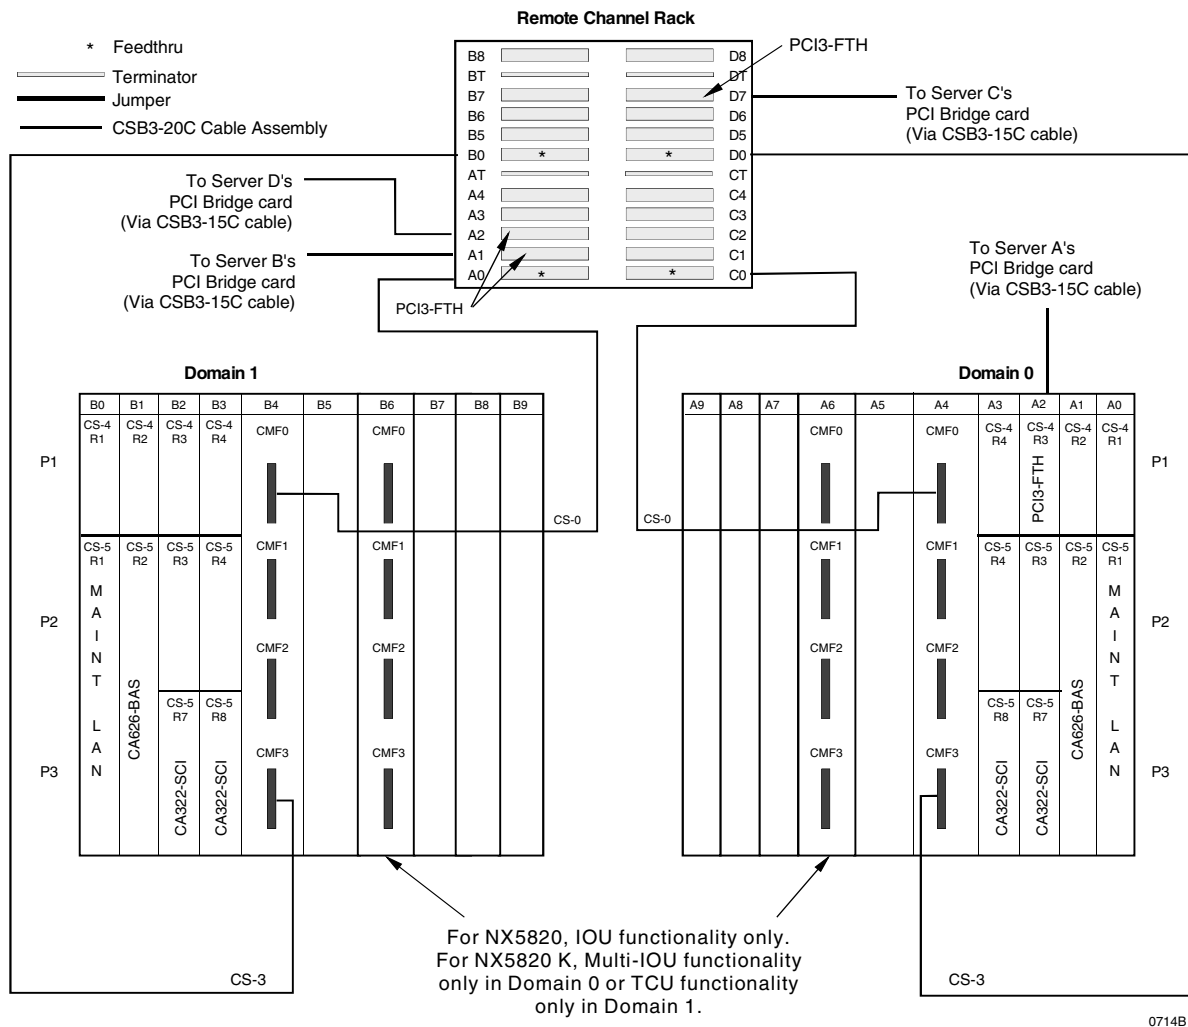 Remote Channel Rack
* Feedthru
Terminator
Jumper
CSB3-20C Cable Assembly
B8
BT
B7
B6
B5
B0
AT
A4
A3
A2
A1
A0
*
*
*
*
D8
DT
D7
D6
D5
D0
CT
C4
C3
C2
C1
C0
PCI3-FTH
To Server C's
PCI Bridge card
(Via CSB3-15C cable)
To Server D's
PCI Bridge card
(Via CSB3-15C cable)
To Server B's
PCI Bridge card
(Via CSB3-15C cable)
PCI3-FTH
To Server A's
PCI Bridge card
(Via CSB3-15C cable)
Domain 1
B0 B1 B2 B3 B4 B5 B6 B7 B8 B9
CS-4 CS-4 CS-4 CS-4
R1 R2 R3 R4
CMF0 CMF0
P1
CS-0
CS-5 CS-5 CS-5 CS-5
R1 R2 R3 R4
CMF1 CMF1
MAINT LAN
P2
CMF2 CMF2
CA626-BAS
CS-5 CS-5
R7 R8
CMF3 CMF3
P3
CA322-SCI
CA322-SCI
CS-3
Domain 0
A9 A8 A7 A6 A5 A4 A3 A2 A1 A0
CMF0 CMF0
CS-4 CS-4 CS-4 CS-4
R4 R3 R2 R1
PCI3-FTH
P1
CS-0
CMF1 CMF1
CS-5 CS-5 CS-5 CS-5
R4 R3 R2 R1
MAINT LAN
P2
CMF2 CMF2
CA626-BAS
CS-5 CS-5
R8 R7
CMF3 CMF3
P3
CA322-SCI
CA322-SCI
CS-3
For NX5820, IOU functionality only.
For NX5820 K, Multi-IOU functionality
only in Domain 0 or TCU functionality
only in Domain 1.
0714B